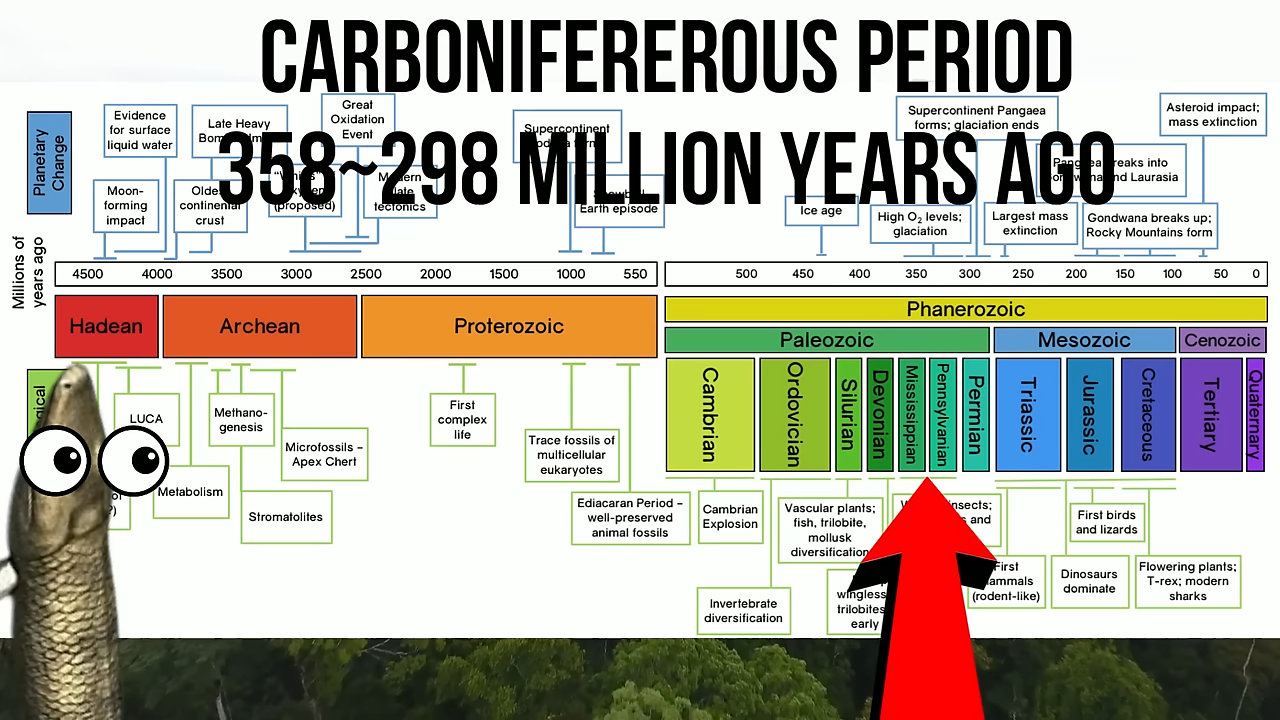 CARBONIFEREROUS PERIOD
358~298 MILLION YEARS AGO
Planetary
Change
Evidence
for surface
liquid water
Late Heavy
Great
Oxidation
Event
Supercontinent
Supercontinent Pangaea
forms; glaciation ends
Asteroid impact;
mass extinction
Moon-
forming
impact
continental
crust
(proposed)
Modern
tectonics
Earth episode
Ice age
High O₂ levels;
glaciation
Largest mass
extinction
Pangaea breaks into
Gondwana and Laurasia
Gondwana breaks up;
Rocky Mountains form
Millions of
years ago
4500 4000 3500 3000 2500 2000 1000 550 500 450 400 350 300 250 200 150 100 50 0
Hadean
Archean
Proterozoic
Phanerozoic
Paleozoic
Mesozoic
Cenozoic
Cambrian
Ordovician
Silurian
Devonian
Mississippian
Pennsylvanian
Permian
Triassic
Jurassic
Cretaceous
Tertiary
Quaternary
LUCA
Metabolism
Methano-
genesis
Microfossils –
Apex Chert
Stromatolites
First
complex
life
Trace fossils of
multicellular
eukaryotes
Ediacaran Period –
well-preserved
animal fossils
Cambrian
Explosion
Invertebrate
diversification
Vascular plants;
fish, trilobite,
mollusk
diversification
wingless
trilobites
early
insects;
and
First
mammals
(rodent-like)
First birds
and lizards
Dinosaurs
dominate
Flowering plants;
T-rex; modern
sharks